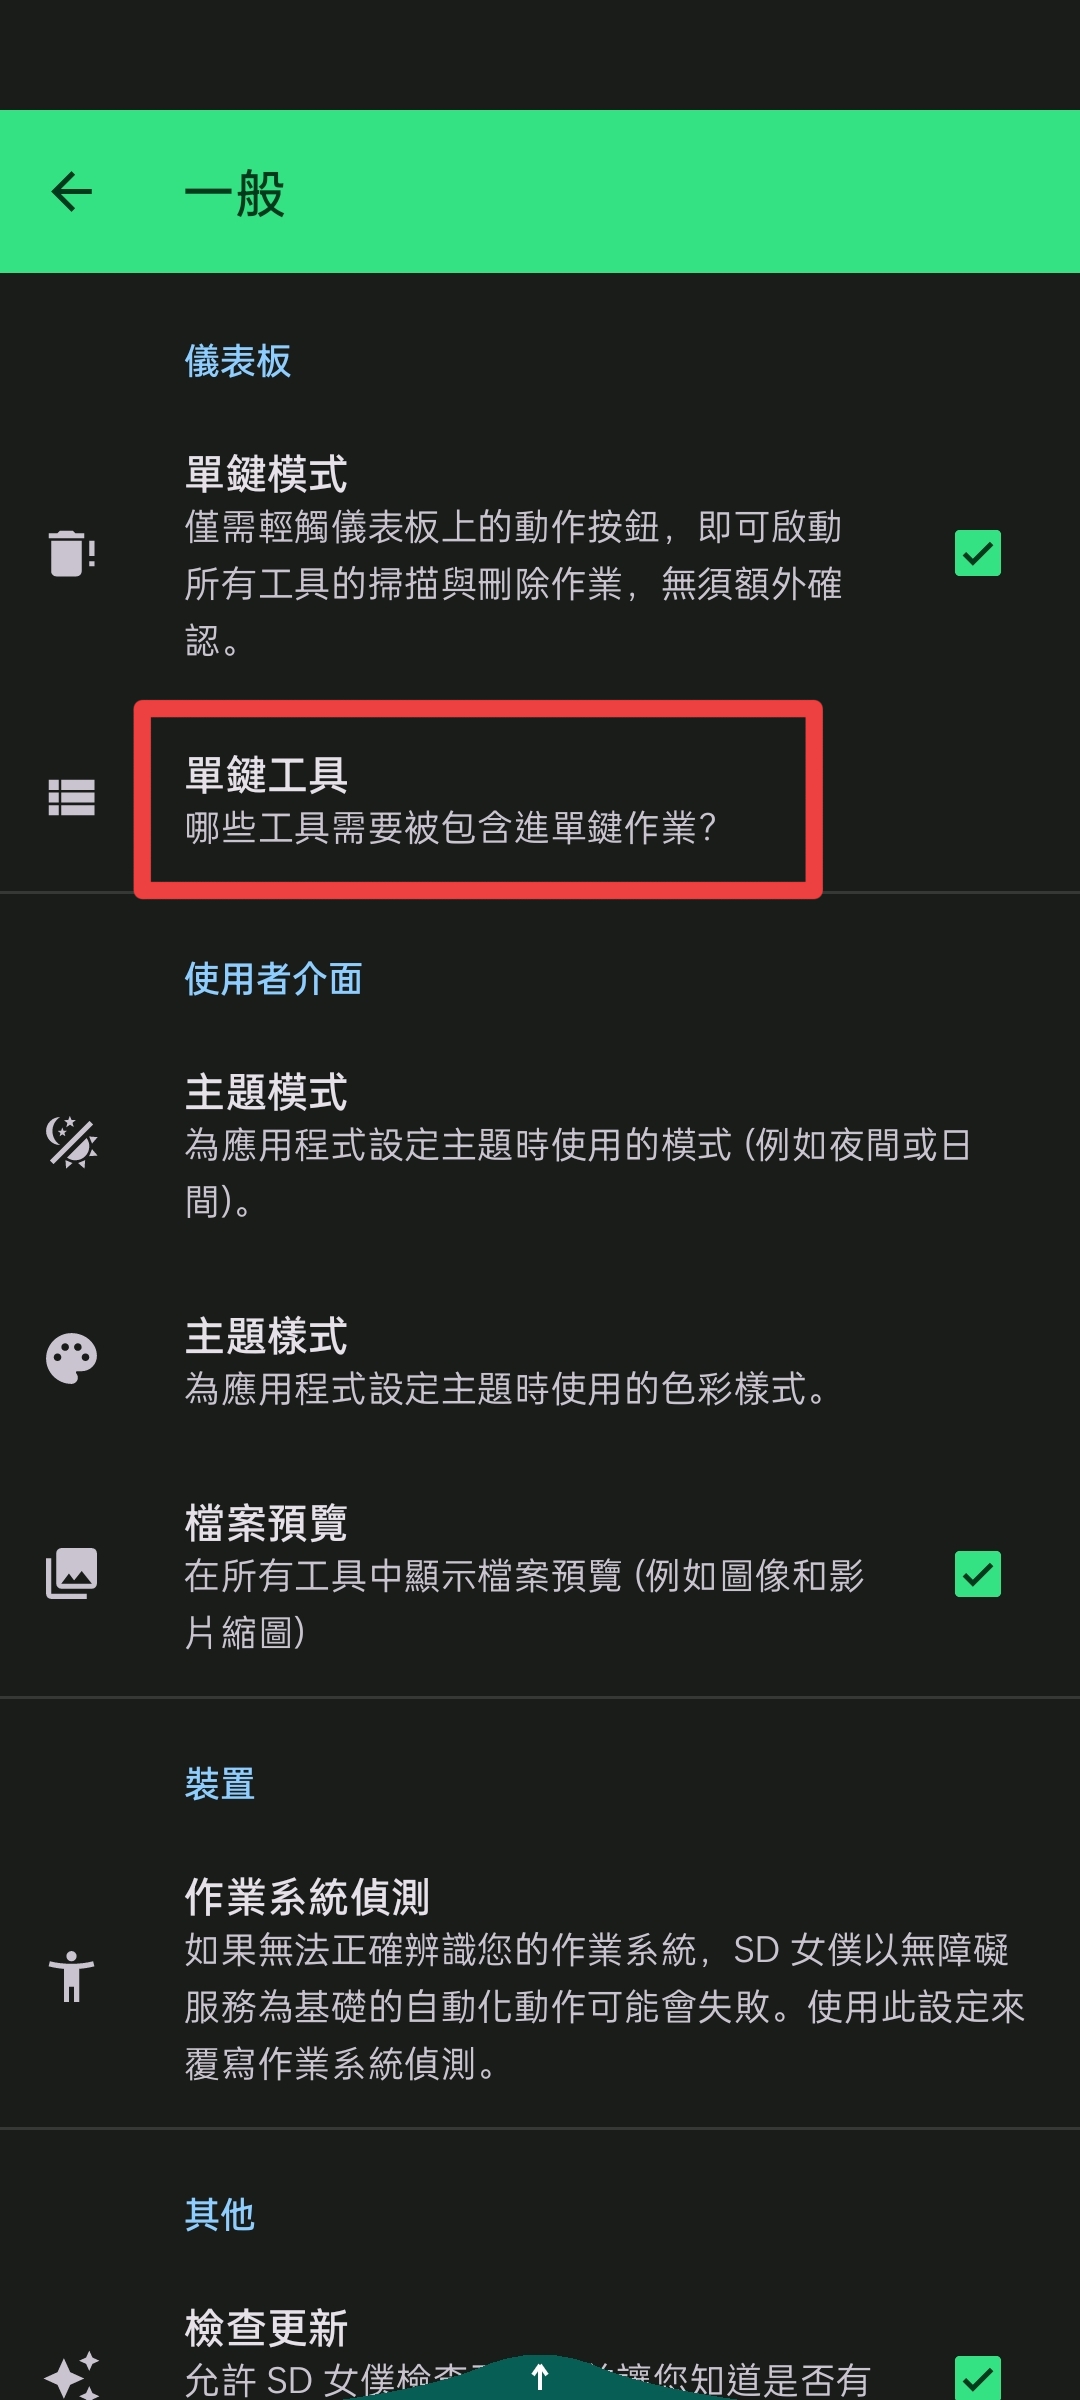 一般
儀表板
單鍵模式
僅需輕觸儀表板上的動作按鈕，即可啟動
所有工具的掃描與刪除作業，無須額外確
認。
單鍵工具
哪些工具需要被包含進單鍵作業？
使用者介面
主題模式
為應用程式設定主題時使用的模式 (例如夜間或日
間)。
主題樣式
為應用程式設定主題時使用的色彩樣式。
檔案預覽
在所有工具中顯示檔案預覽 (例如圖像和影
片縮圖)
裝置
作業系統偵測
如果無法正確辨識您的作業系統，SD 女僕以無障礙
服務為基礎的自動化動作可能會失敗。使用此設定來
覆寫作業系統偵測。
其他
檢查更新
允許 SD 女僕檢查 讓您知道是否有